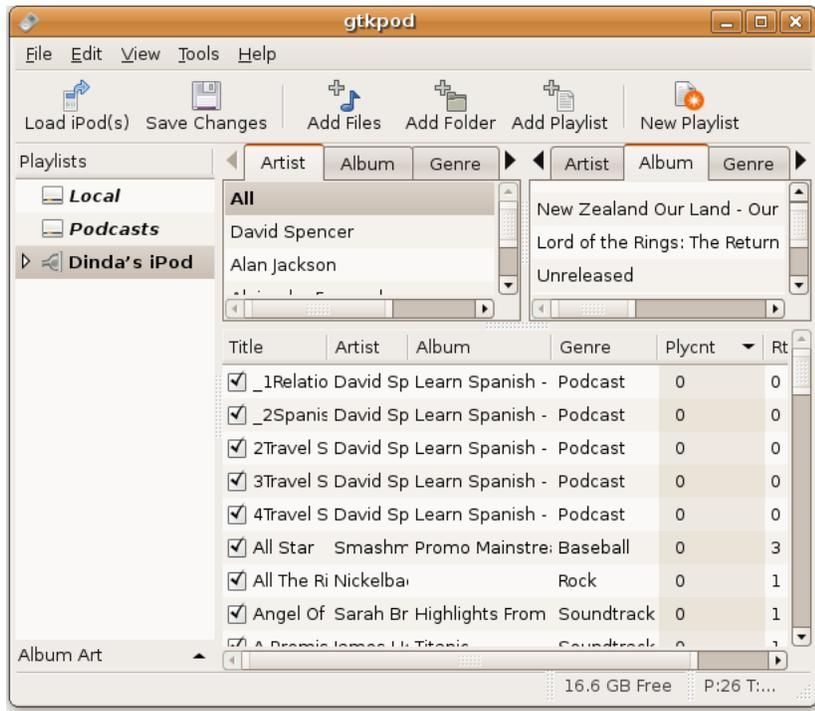 gtkpod
File Edit View Tools Help
Load iPod(s) Save Changes Add Files Add Folder Add Playlist New Playlist
Playlists
Local
Podcasts
Dinda's iPod
Artist Album Genre
All
David Spencer
Alan Jackson
Artist Album Genre
New Zealand Our Land - Our
Lord of the Rings: The Return
Unreleased
Title Artist Album Genre Plycnt Rt
_1Relatio David Sp Learn Spanish - Podcast 0 0
_2Spanis David Sp Learn Spanish - Podcast 0 0
2Travel S David Sp Learn Spanish - Podcast 0 0
3Travel S David Sp Learn Spanish - Podcast 0 0
4Travel S David Sp Learn Spanish - Podcast 0 0
All Star Smashm Promo Mainstrea Baseball 0 3
All The Ri Nickelba Rock 0 1
Angel Of Sarah Br Highlights From Soundtrack 0 1
Album Art
16.6 GB Free P:26 T:...